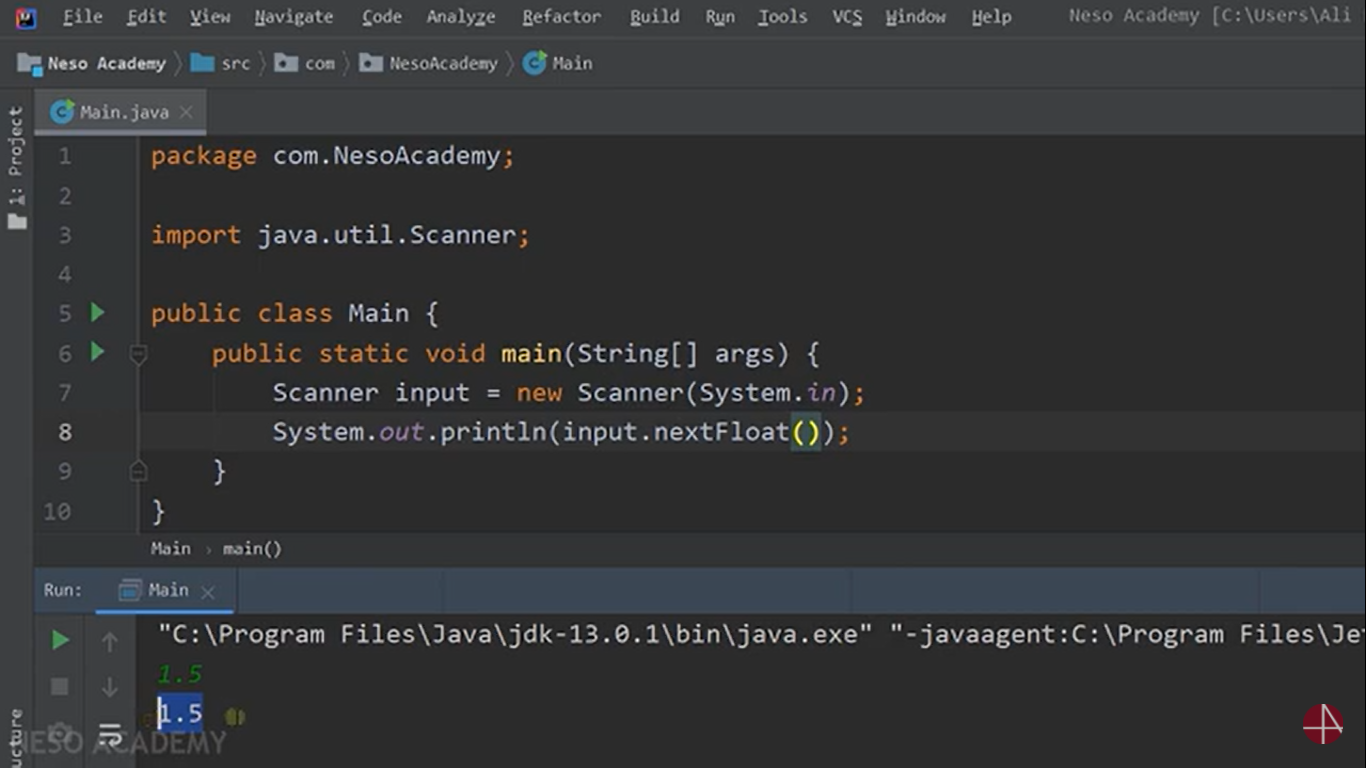 File Edit View Navigate Code Analyze Refactor Build Run Tools VCS Window Help Neso Academy [C:\Users\Ali
Neso Academy src com NesoAcademy Main
Main.java
1: Project
1 package com.NesoAcademy;
2
3 import java.util.Scanner;
4
5 public class Main {
6 public static void main(String[] args) {
7 Scanner input = new Scanner(System.in);
8 System.out.println(input.nextFloat());
9 }
10 }
Main › main()
Run: Main
"C:\Program Files\Java\jdk-13.0.1\bin\java.exe" "-javaagent:C:\Program Files\Je
1.5
1.5
ucture
NESO ACADEMY